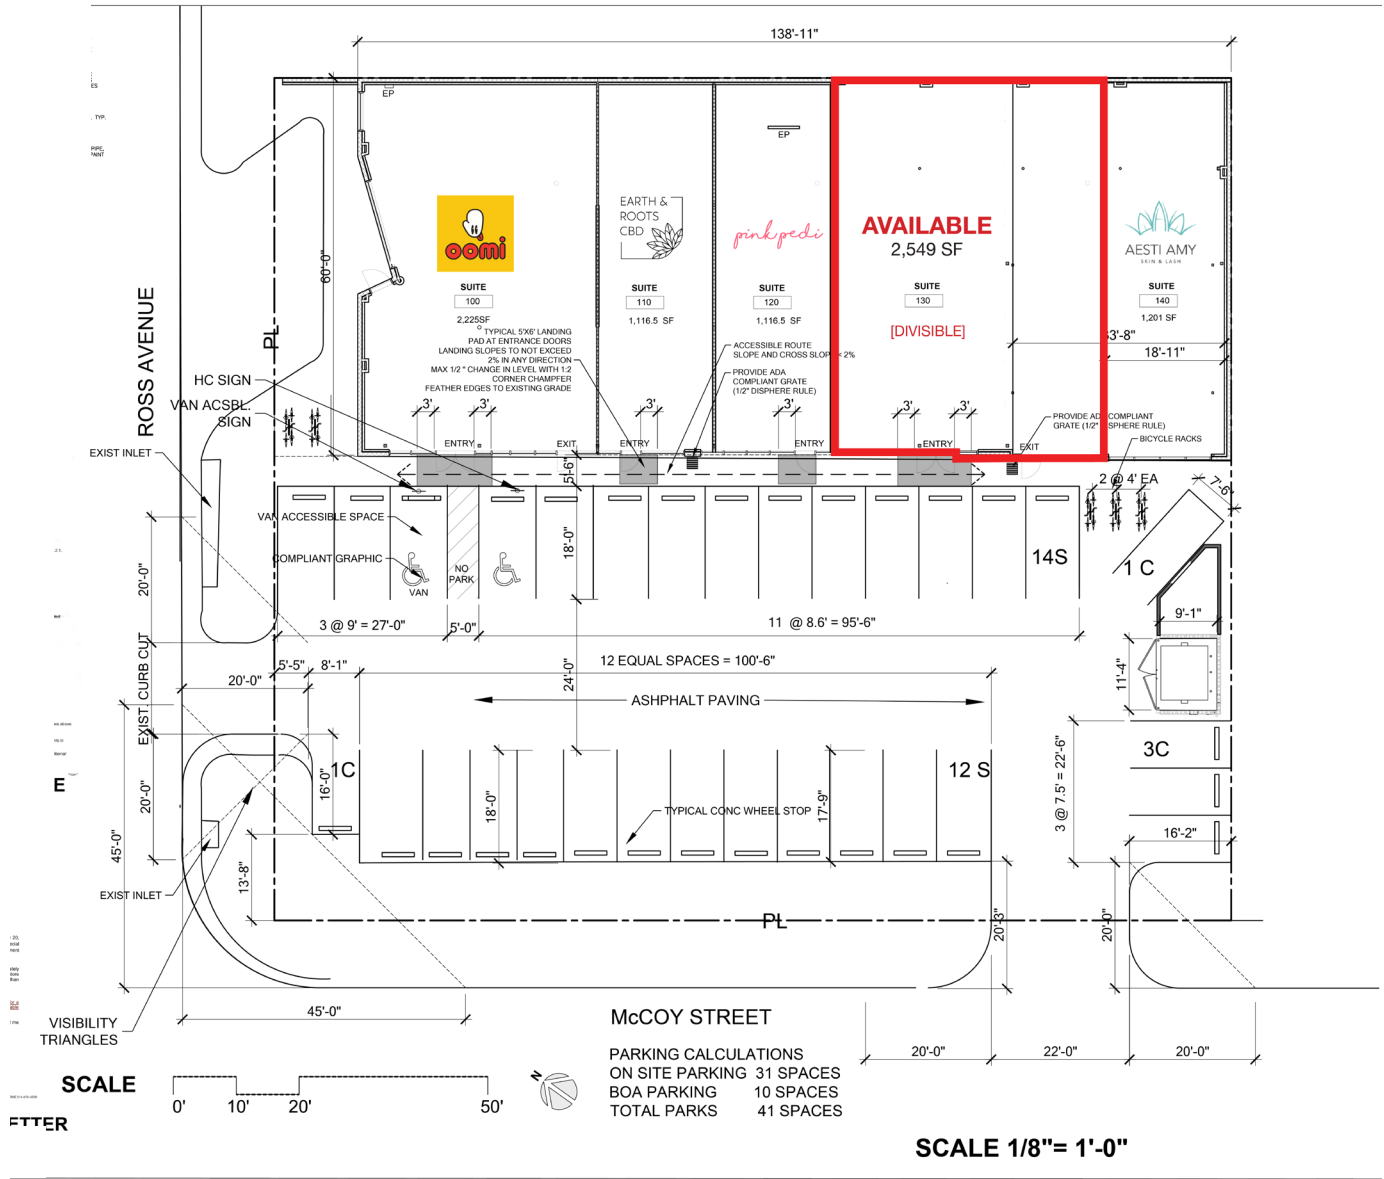 138'-11"
ES
. TYP.
PIPE,
PAINT
EP
EP
60'-0"
ROSS AVENUE
PL
oomi
SUITE
100
2,225SF
EARTH &
ROOTS
CBD
SUITE
110
1,116.5 SF
pink pedi
SUITE
120
1,116.5 SF
AVAILABLE
2,549 SF
SUITE
130
[DIVISIBLE]
AESTI AMY
SKIN & LASH
SUITE
140
1,201 SF
33'-8"
18'-11"
TYPICAL 5'X6' LANDING
PAD AT ENTRANCE DOORS
LANDING SLOPES TO NOT EXCEED
2% IN ANY DIRECTION
MAX 1/2 " CHANGE IN LEVEL WITH 1:2
CORNER CHAMPFER
FEATHER EDGES TO EXISTING GRADE
ACCESSIBLE ROUTE
SLOPE AND CROSS SLOP < 2%
PROVIDE ADA
COMPLIANT GRATE
(1/2" DISPHERE RULE)
HC SIGN
VAN ACSBL.
SIGN
EXIST INLET
3'
3'
3'
3'
3'
3'
PROVIDE AD COMPLIANT
GRATE (1/2" SPHERE RULE)
BICYCLE RACKS
ENTRY
EXIT
ENTRY
ENTRY
ENTRY
EXIT
5'-6"
2 @ 4' EA
7'-6"
VAN ACCESSIBLE SPACE
COMPLIANT GRAPHIC
VAN
NO
PARK
18'-0"
14S
1 C
20'-0"
3 @ 9' = 27'-0"
5'-0"
11 @ 8.6' = 95'-6"
9'-1"
EXIST. CURB CUT
5'-5"
8'-1"
12 EQUAL SPACES = 100'-6"
24'-0"
20'-0"
ASHPHALT PAVING
11'-4"
1C
16'-0"
12 S
3C
3 @ 7.5' = 22'-6"
E
20'-0"
18'-0"
TYPICAL CONC WHEEL STOP
17'-9"
16'-2"
45'-0"
13'-8"
EXIST INLET
PL
20'-3"
20'-0"
45'-0"
VISIBILITY
TRIANGLES
McCOY STREET
PARKING CALCULATIONS
ON SITE PARKING 31 SPACES
BOA PARKING 10 SPACES
TOTAL PARKS 41 SPACES
20'-0"
22'-0"
20'-0"
SCALE
0'
10'
20'
50'
N
SCALE 1/8"= 1'-0"